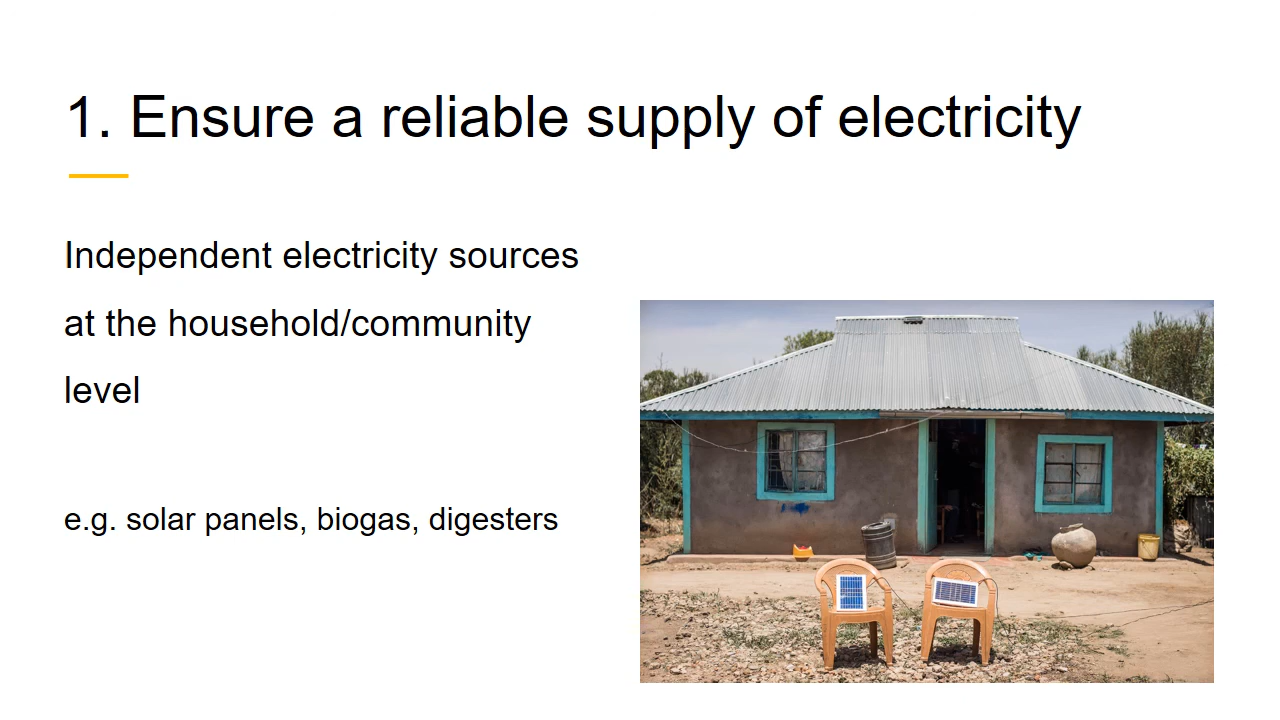 1. Ensure a reliable supply of electricity
Independent electricity sources
at the household/community
level
e.g. solar panels, biogas, digesters